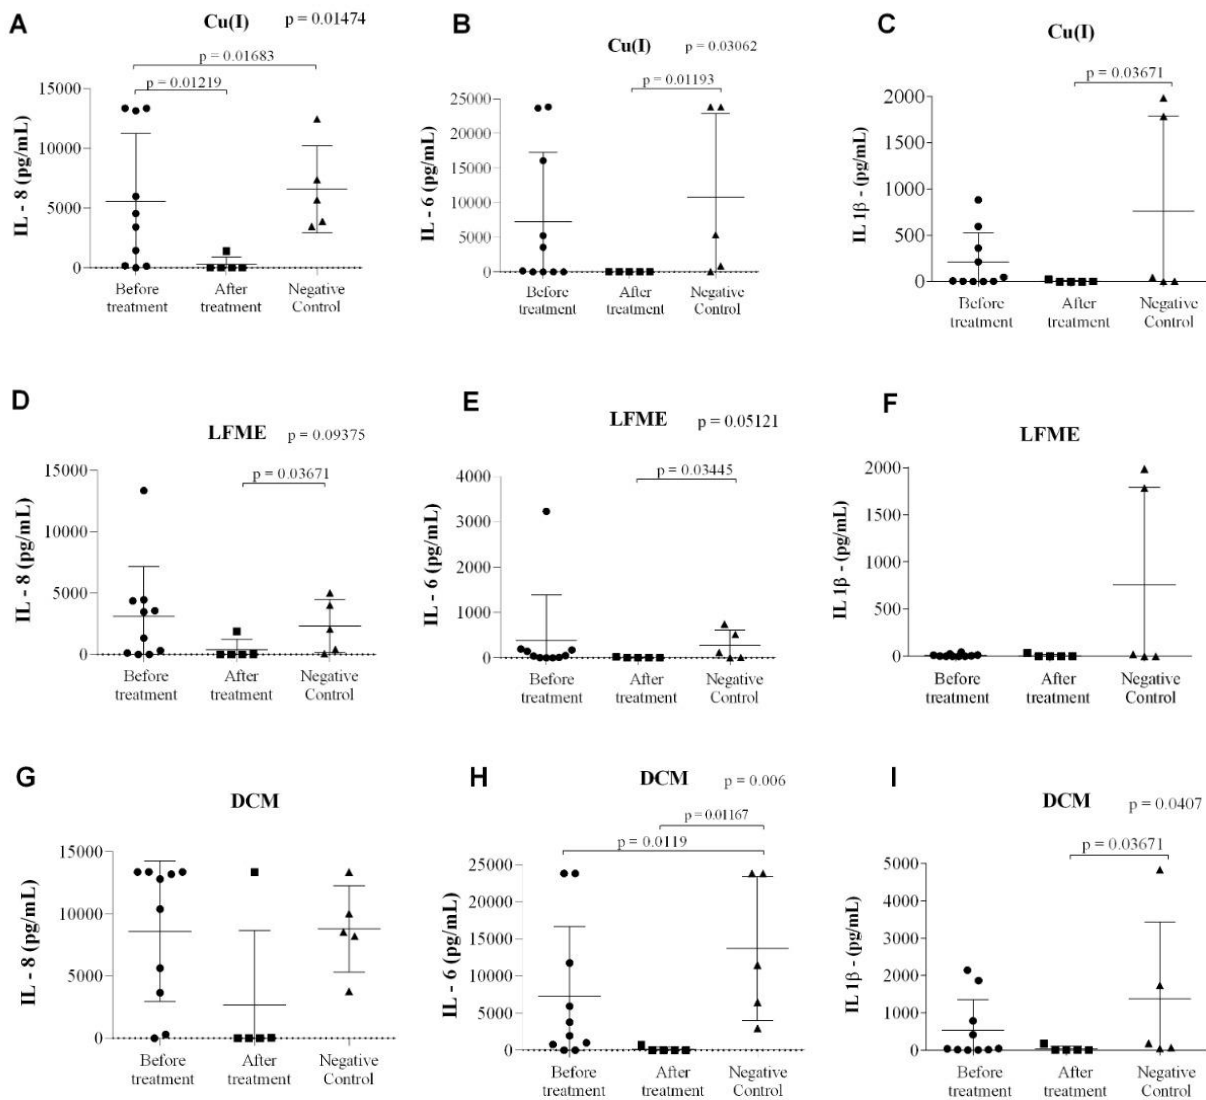 A
Cu(I) p = 0.01474
p = 0.01683
p = 0.01219
IL - 8 (pg/mL)
15000
10000
5000
0
Before treatment
After treatment
Negative Control
B
Cu(I) p = 0.03062
p = 0.01193
IL - 6 (pg/mL)
25000
20000
15000
10000
5000
0
Before treatment
After treatment
Negative Control
C
Cu(I)
p = 0.03671
IL 1β - (pg/mL)
2000
1500
1000
500
0
Before treatment
After treatment
Negative Control
D
LFME p = 0.09375
p = 0.03671
IL - 8 (pg/mL)
15000
10000
5000
0
Before treatment
After treatment
Negative Control
E
LFME p = 0.05121
p = 0.03445
IL - 6 (pg/mL)
4000
3000
2000
1000
0
Before treatment
After treatment
Negative Control
F
LFME
IL 1β - (pg/mL)
2000
1500
1000
500
0
Before treatment
After treatment
Negative Control
G
DCM
IL - 8 (pg/mL)
15000
10000
5000
0
Before treatment
After treatment
Negative Control
H
DCM p = 0.006
p = 0.01167
p = 0.0119
IL - 6 (pg/mL)
25000
20000
15000
10000
5000
0
Before treatment
After treatment
Negative Control
I
DCM p = 0.0407
p = 0.03671
IL 1β - (pg/mL)
5000
4000
3000
2000
1000
0
Before treatment
After treatment
Negative Control